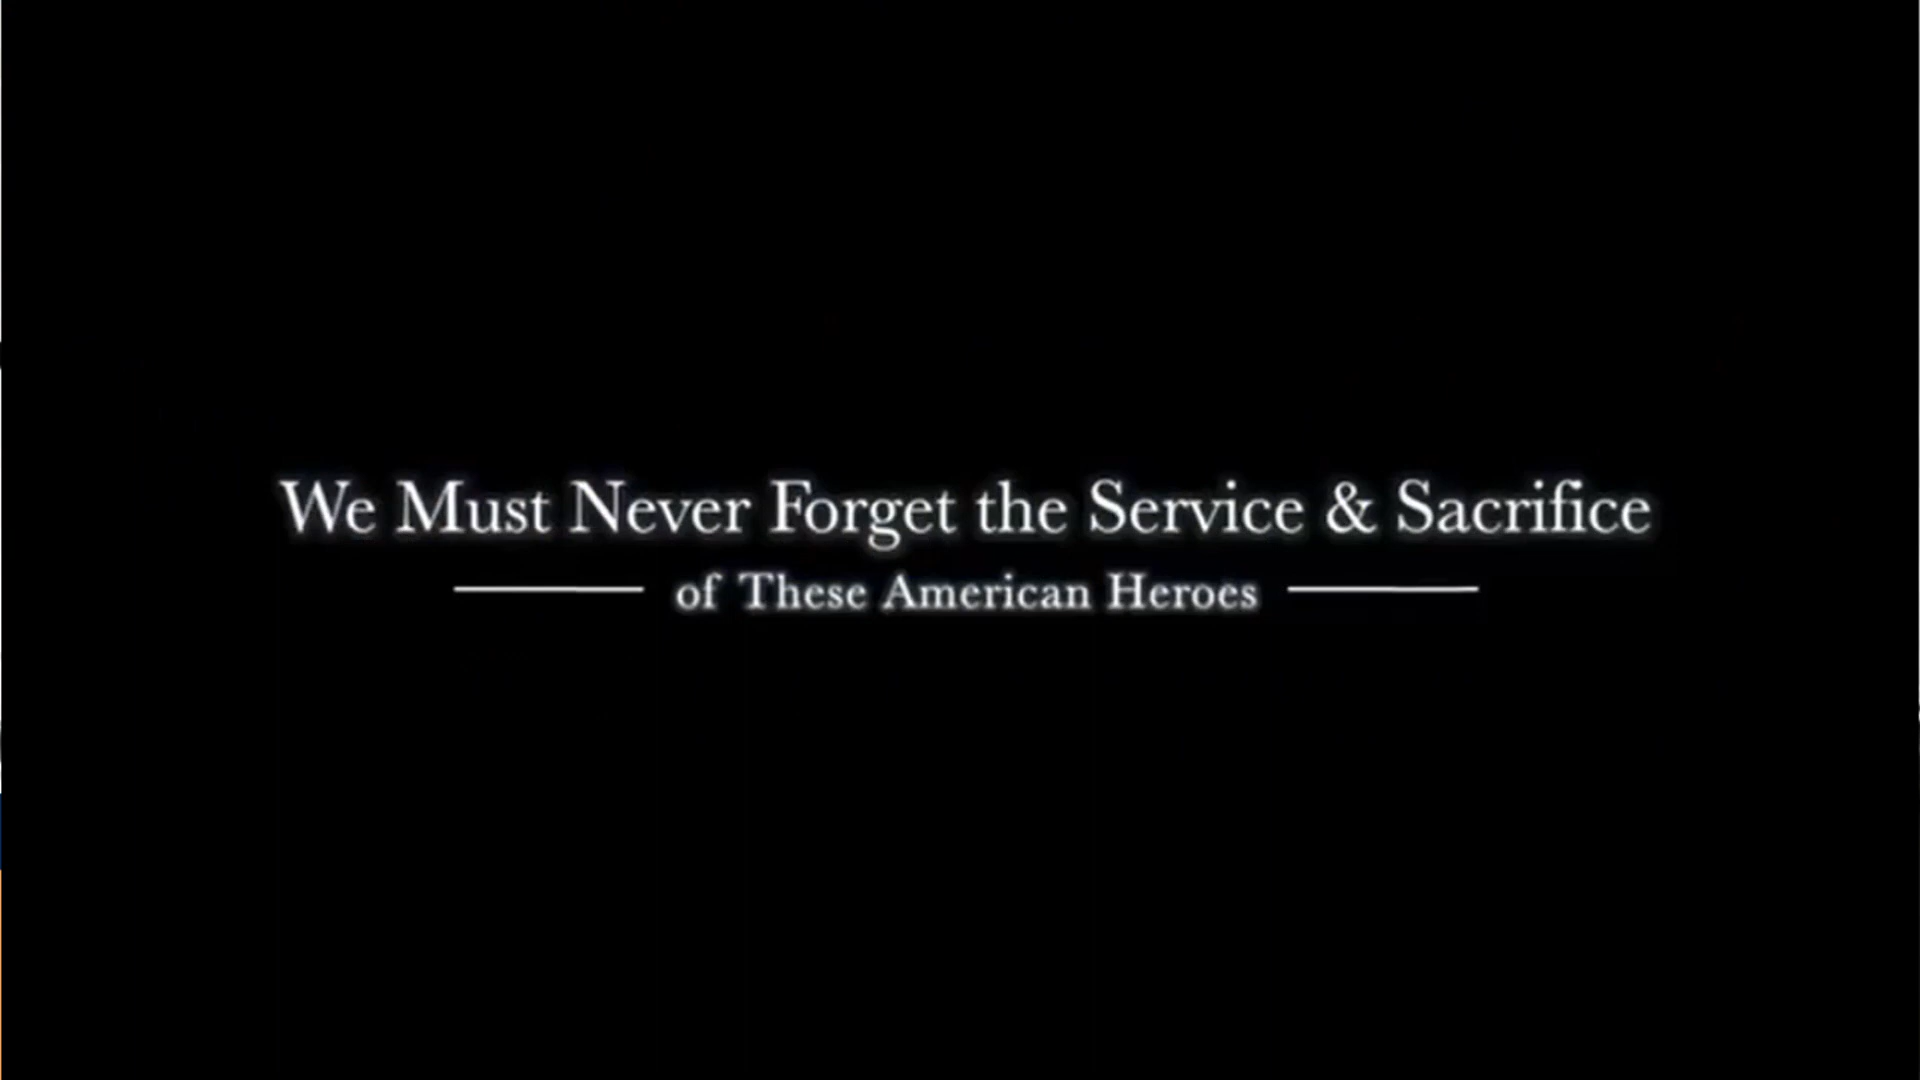 We Must Never Forget the Service & Sacrifice
of These American Heroes